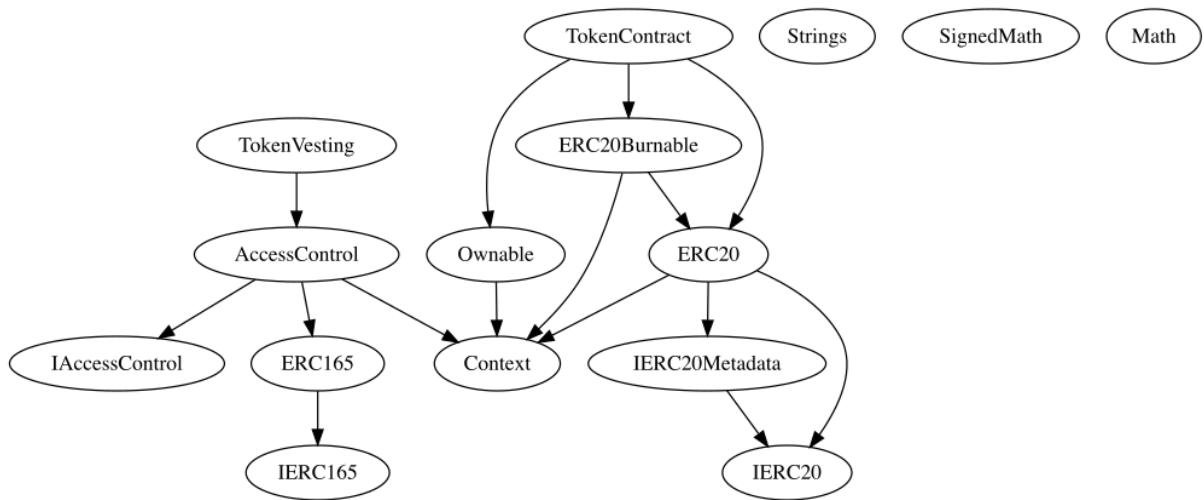 TokenContract
Strings
SignedMath
Math
TokenVesting
ERC20Burnable
AccessControl
Ownable
ERC20
IAccessControl
ERC165
Context
IERC20Metadata
IERC165
IERC20